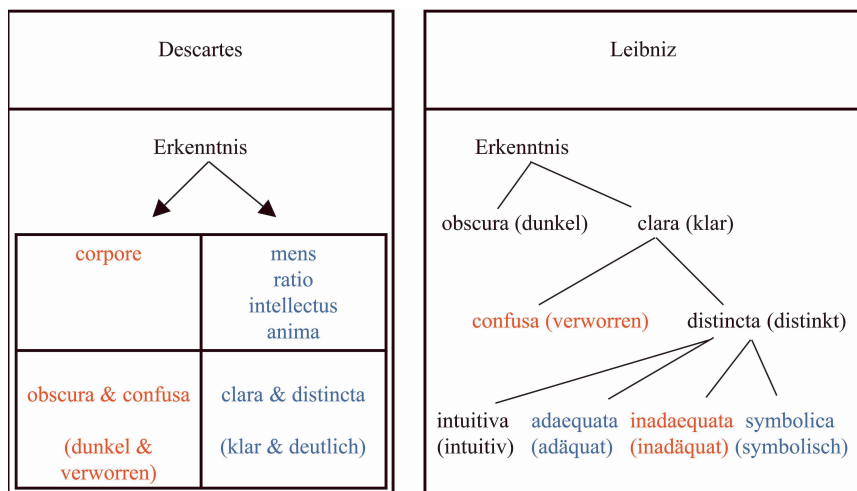 Descartes
Erkenntnis
corpore
mens
ratio
intellectus
anima
obscura & confusa
(dunkel &
verworren)
clara & distincta
(klar & deutlich)
Leibniz
Erkenntnis
obscura (dunkel)
clara (klar)
confusa (verworren)
distincta (distinkt)
intuitiva
(intuitiv)
adaequata
(adäquat)
inadaequata
(inadäquat)
symbolica
(symbolisch)